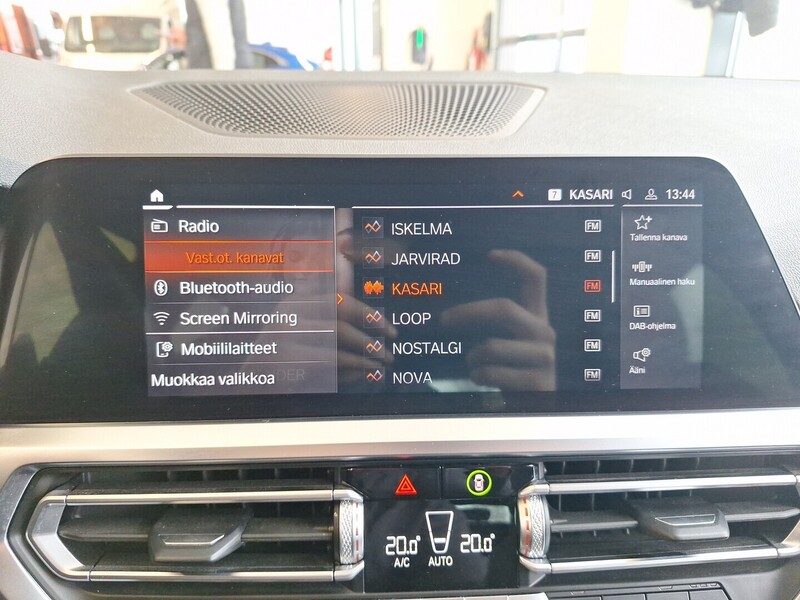 7 KASARI 13:44
Radio
Vast.ot. kanavat
Bluetooth-audio
Screen Mirroring
Mobiililaitteet
Muokkaa valikkoa
ISKELMA FM
JARVIRAD FM
KASARI FM
LOOP FM
NOSTALGI FM
NOVA FM
Tallenna kanava
Manuaalinen haku
DAB-ohjelma
Ääni
20.0° 20.0°
A/C AUTO